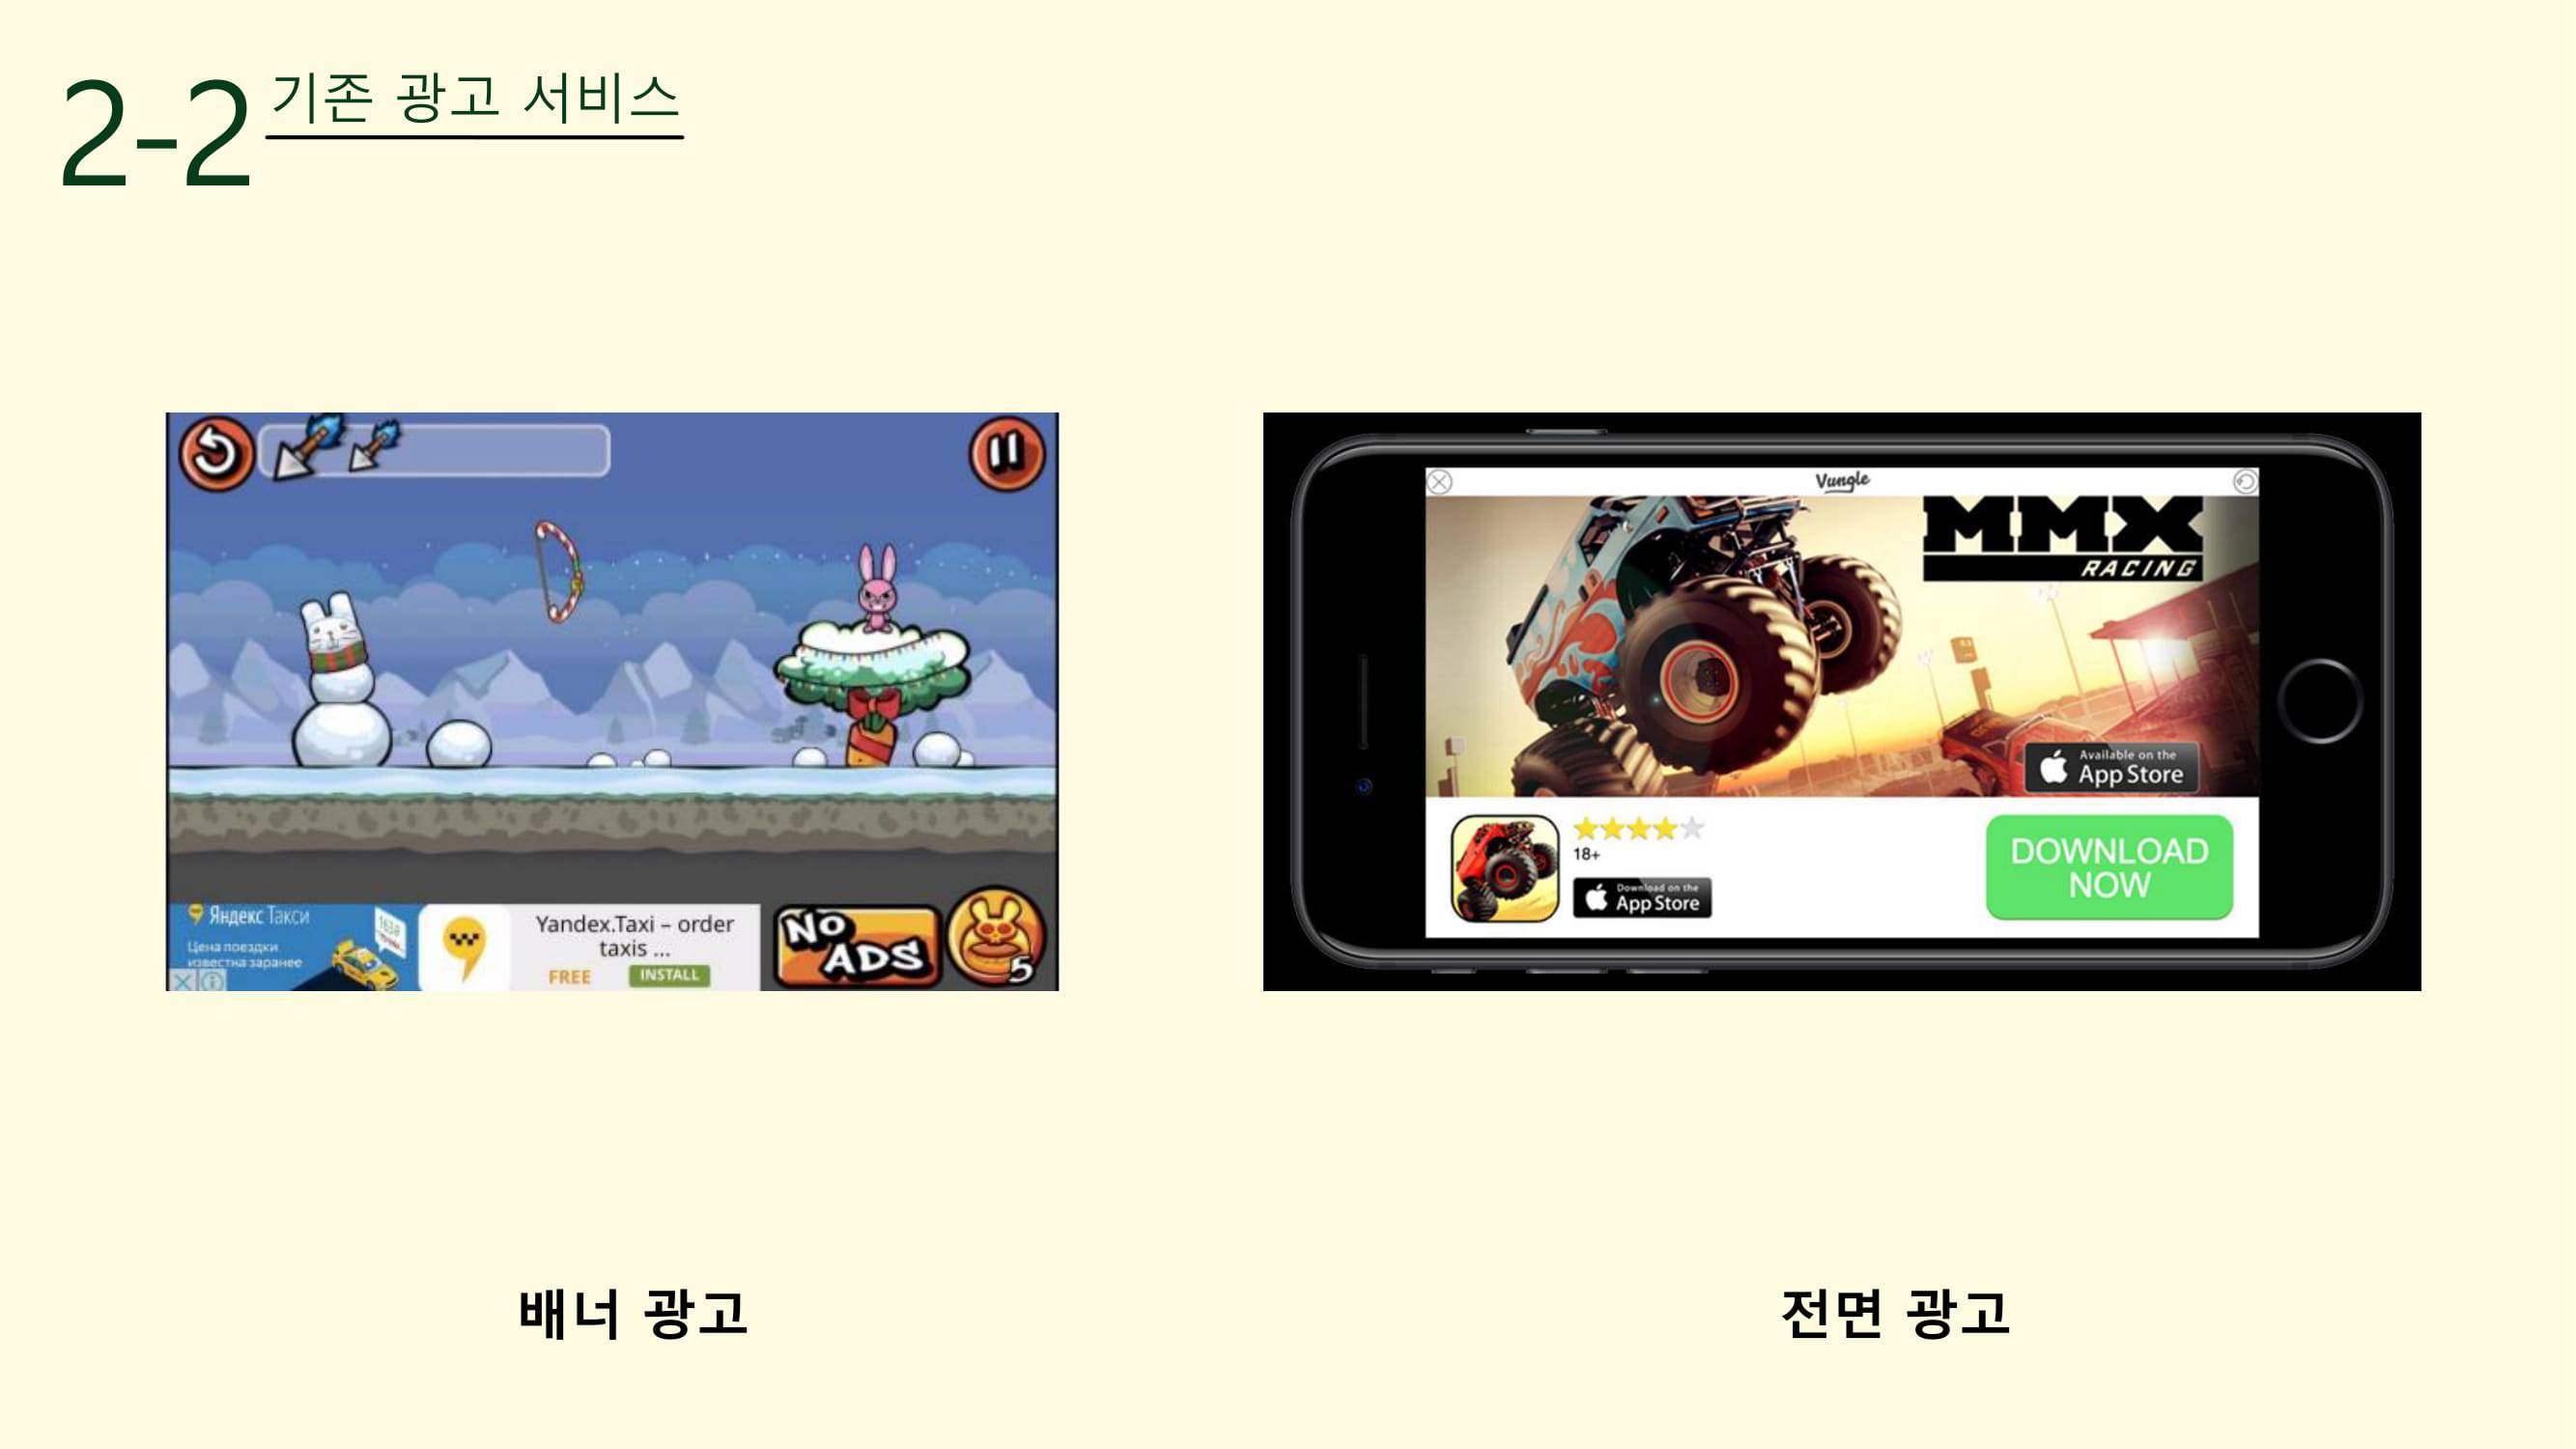 2-2 기존 광고 서비스
Яндекс Такси
Цена поездки
известна заранее
Yandex.Taxi – order
taxis ...
FREE
INSTALL
NO
ADS
5
Vungle
MMX
RACING
Available on the
App Store
18+
Download on the
App Store
DOWNLOAD
NOW
배너 광고
전면 광고